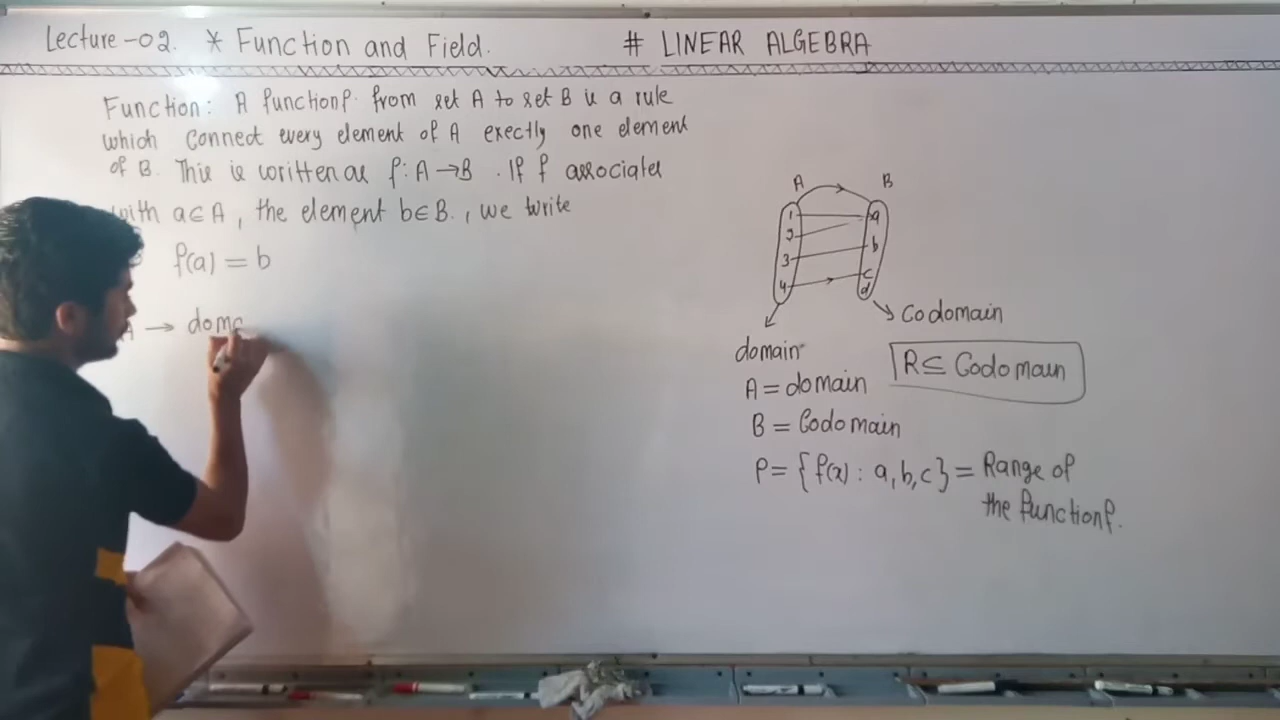 Lecture-02. * Function and Field. # LINEAR ALGEBRA
Function: A function f. from set A to set B is a rule
which connect every element of A exectly one element
of B. This is written as f: A → B . If f associates
with a ∈ A, the element b ∈ B., we write
f(a) = b
A → doma
A B
1 a
2
3 b
4 c
d
Codomain
domain
R ⊆ Codomain
A = domain
B = Codomain
P = {f(x) : a, b, c} = Range of
the function f.